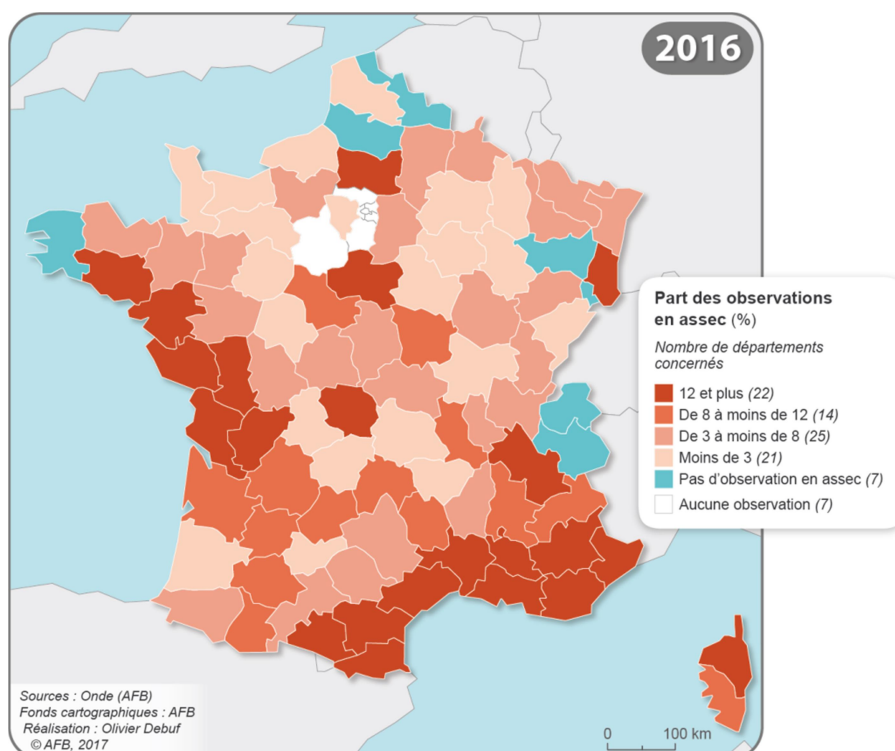 2016
Part des observations
en assec (%)
Nombre de départements
concernés
12 et plus (22)
De 8 à moins de 12 (14)
De 3 à moins de 8 (25)
Moins de 3 (21)
Pas d'observation en assec (7)
Aucune observation (7)
Sources : Onde (AFB)
Fonds cartographiques : AFB
Réalisation : Olivier Debuf
© AFB, 2017
0 100 km